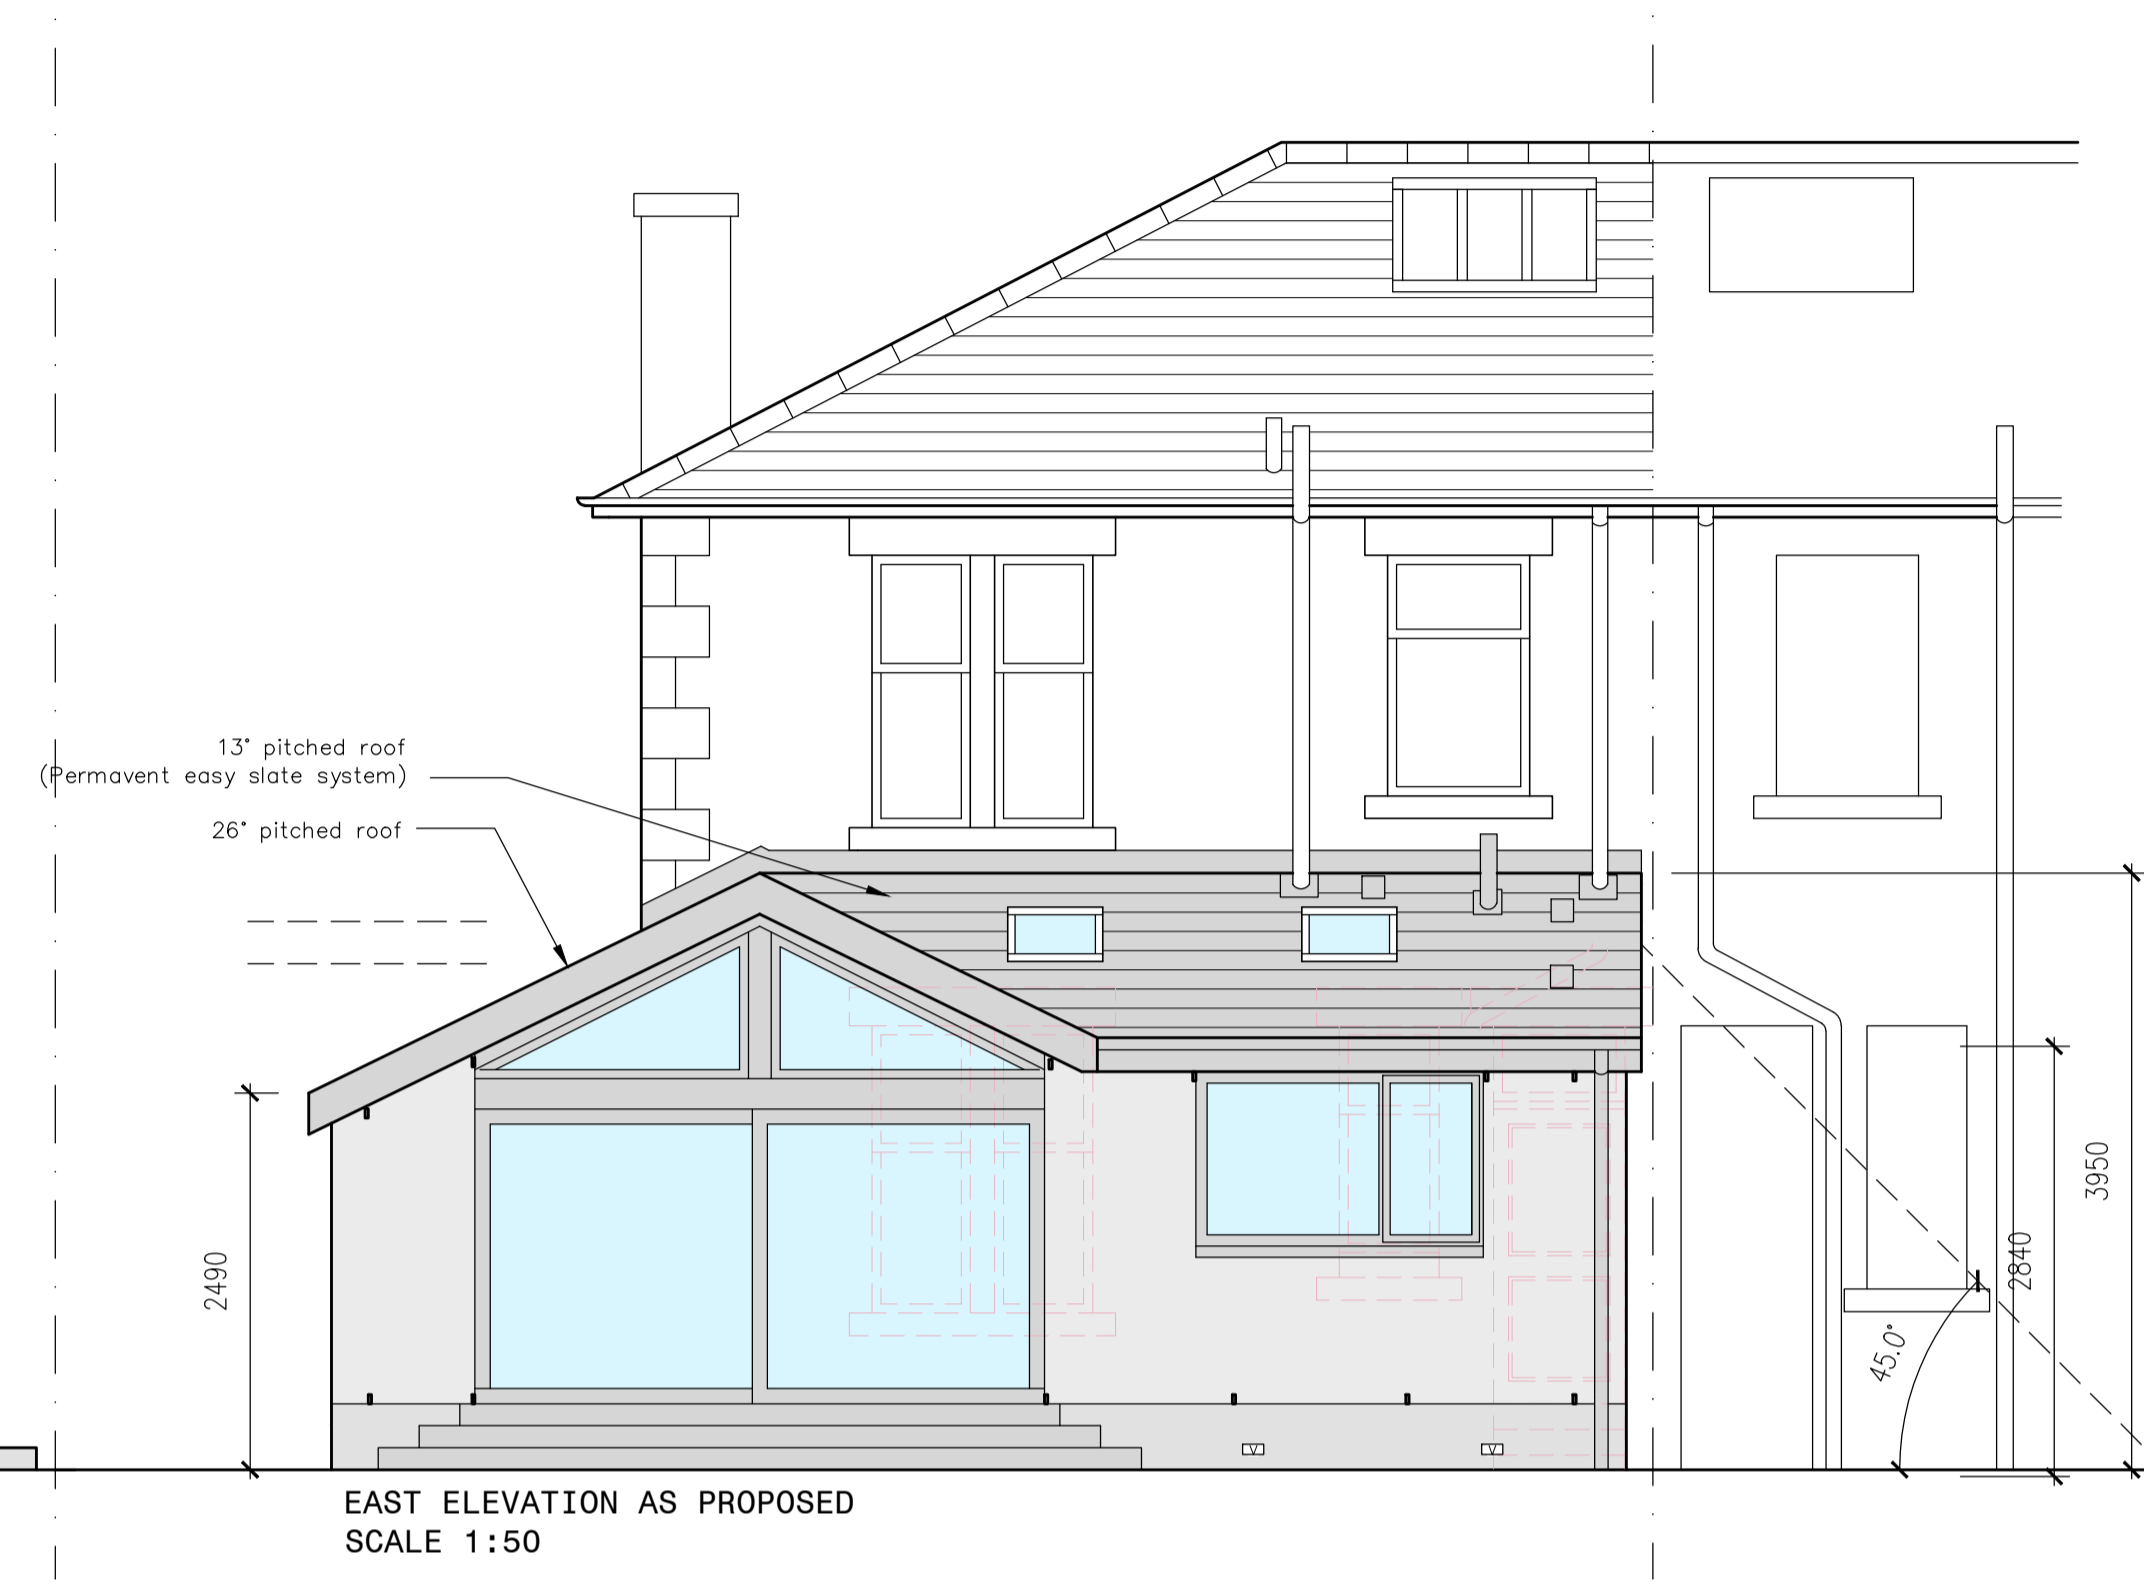 13° pitched roof
(Permavent easy slate system)
26° pitched roof
2490
3950
2840
45.0°
V
V
EAST ELEVATION AS PROPOSED
SCALE 1:50